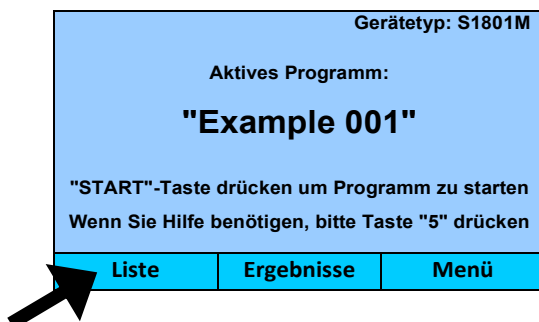 Gerätetyp: S1801M
Aktives Programm:
"Example 001"
"START"-Taste drücken um Programm zu starten
Wenn Sie Hilfe benötigen, bitte Taste "5" drücken
Liste Ergebnisse Menü